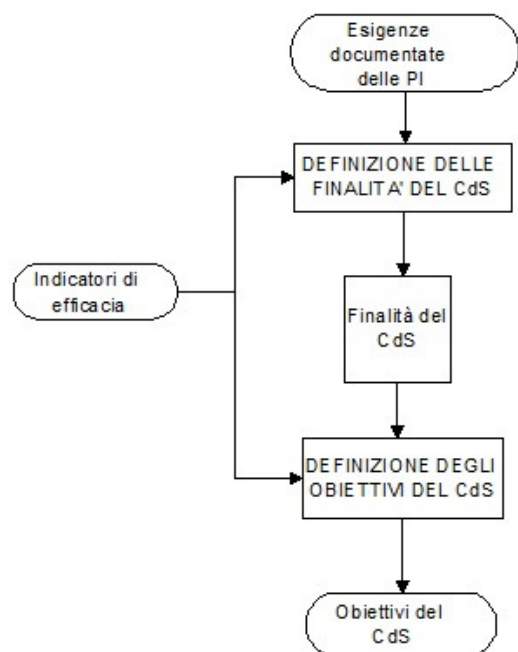 Esigenze
documentate
delle PI
DEFINIZIONE DELLE
FINALITA' DEL CdS
Indicatori di
efficacia
Finalità del
CdS
DEFINIZIONE DEGLI
OBIETTIVI DEL CdS
Obiettivi del
CdS